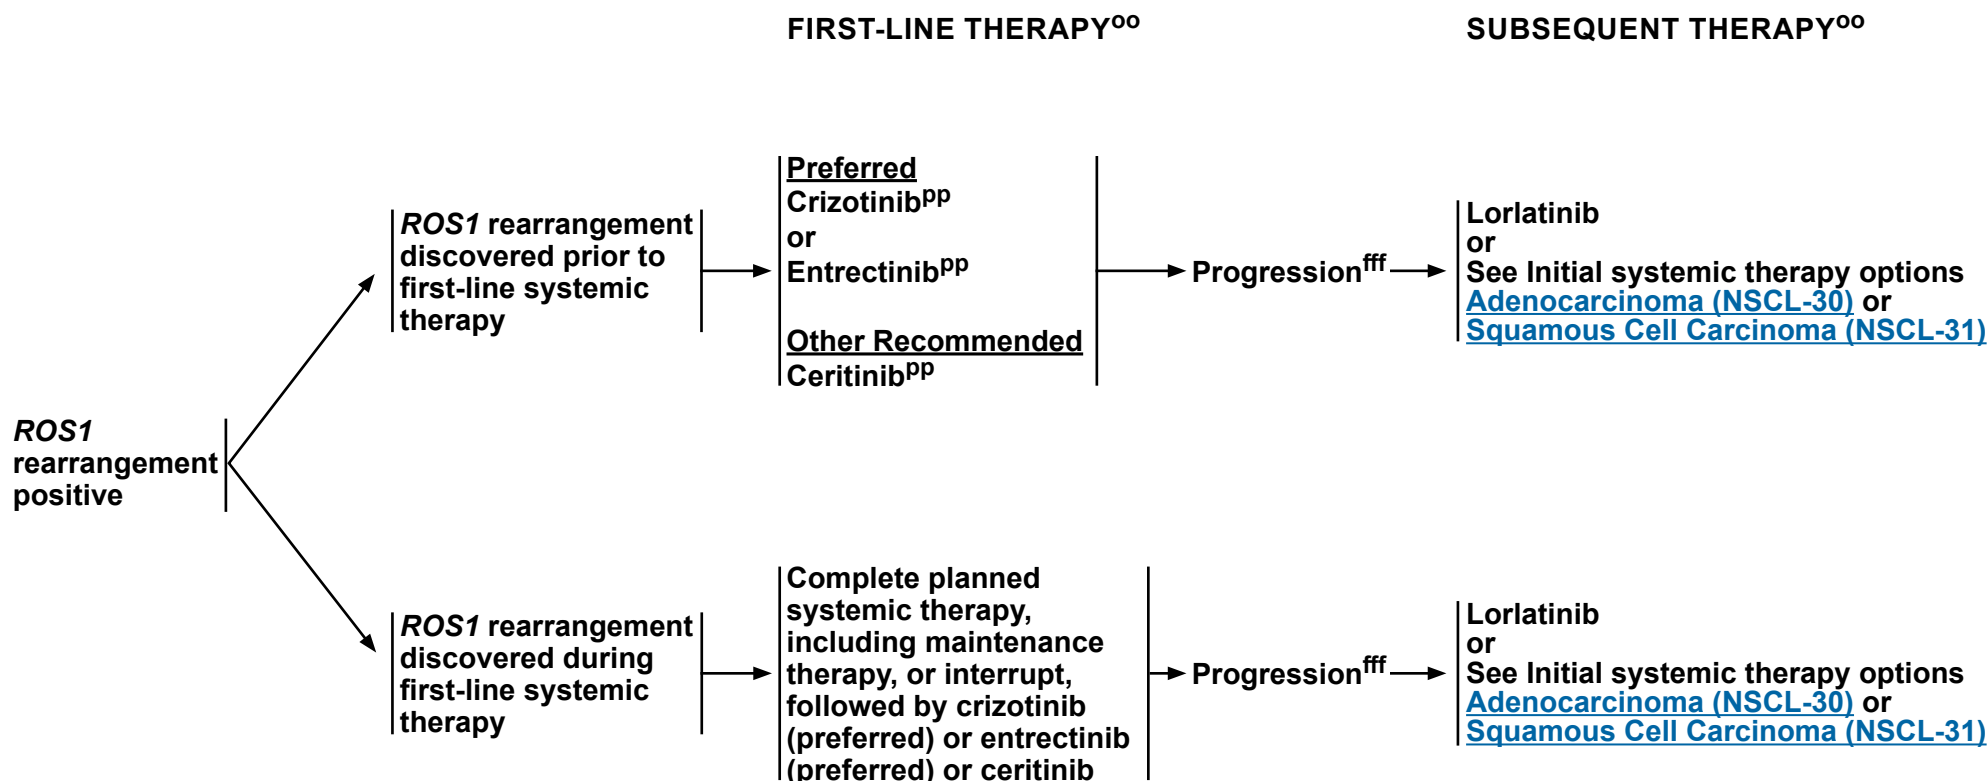 FIRST-LINE THERAPYoo
SUBSEQUENT THERAPYoo
ROS1
rearrangement
positive
ROS1 rearrangement
discovered prior to
first-line systemic
therapy
Preferred
Crizotinibpp
or
Entrectinibpp
Other Recommended
Ceritinibpp
Progressionfff
Lorlatinib
or
See Initial systemic therapy options
Adenocarcinoma (NSCL-30) or
Squamous Cell Carcinoma (NSCL-31)
ROS1 rearrangement
discovered during
first-line systemic
therapy
Complete planned
systemic therapy,
including maintenance
therapy, or interrupt,
followed by crizotinib
(preferred) or entrectinib
(preferred) or ceritinib
Progressionfff
Lorlatinib
or
See Initial systemic therapy options
Adenocarcinoma (NSCL-30) or
Squamous Cell Carcinoma (NSCL-31)